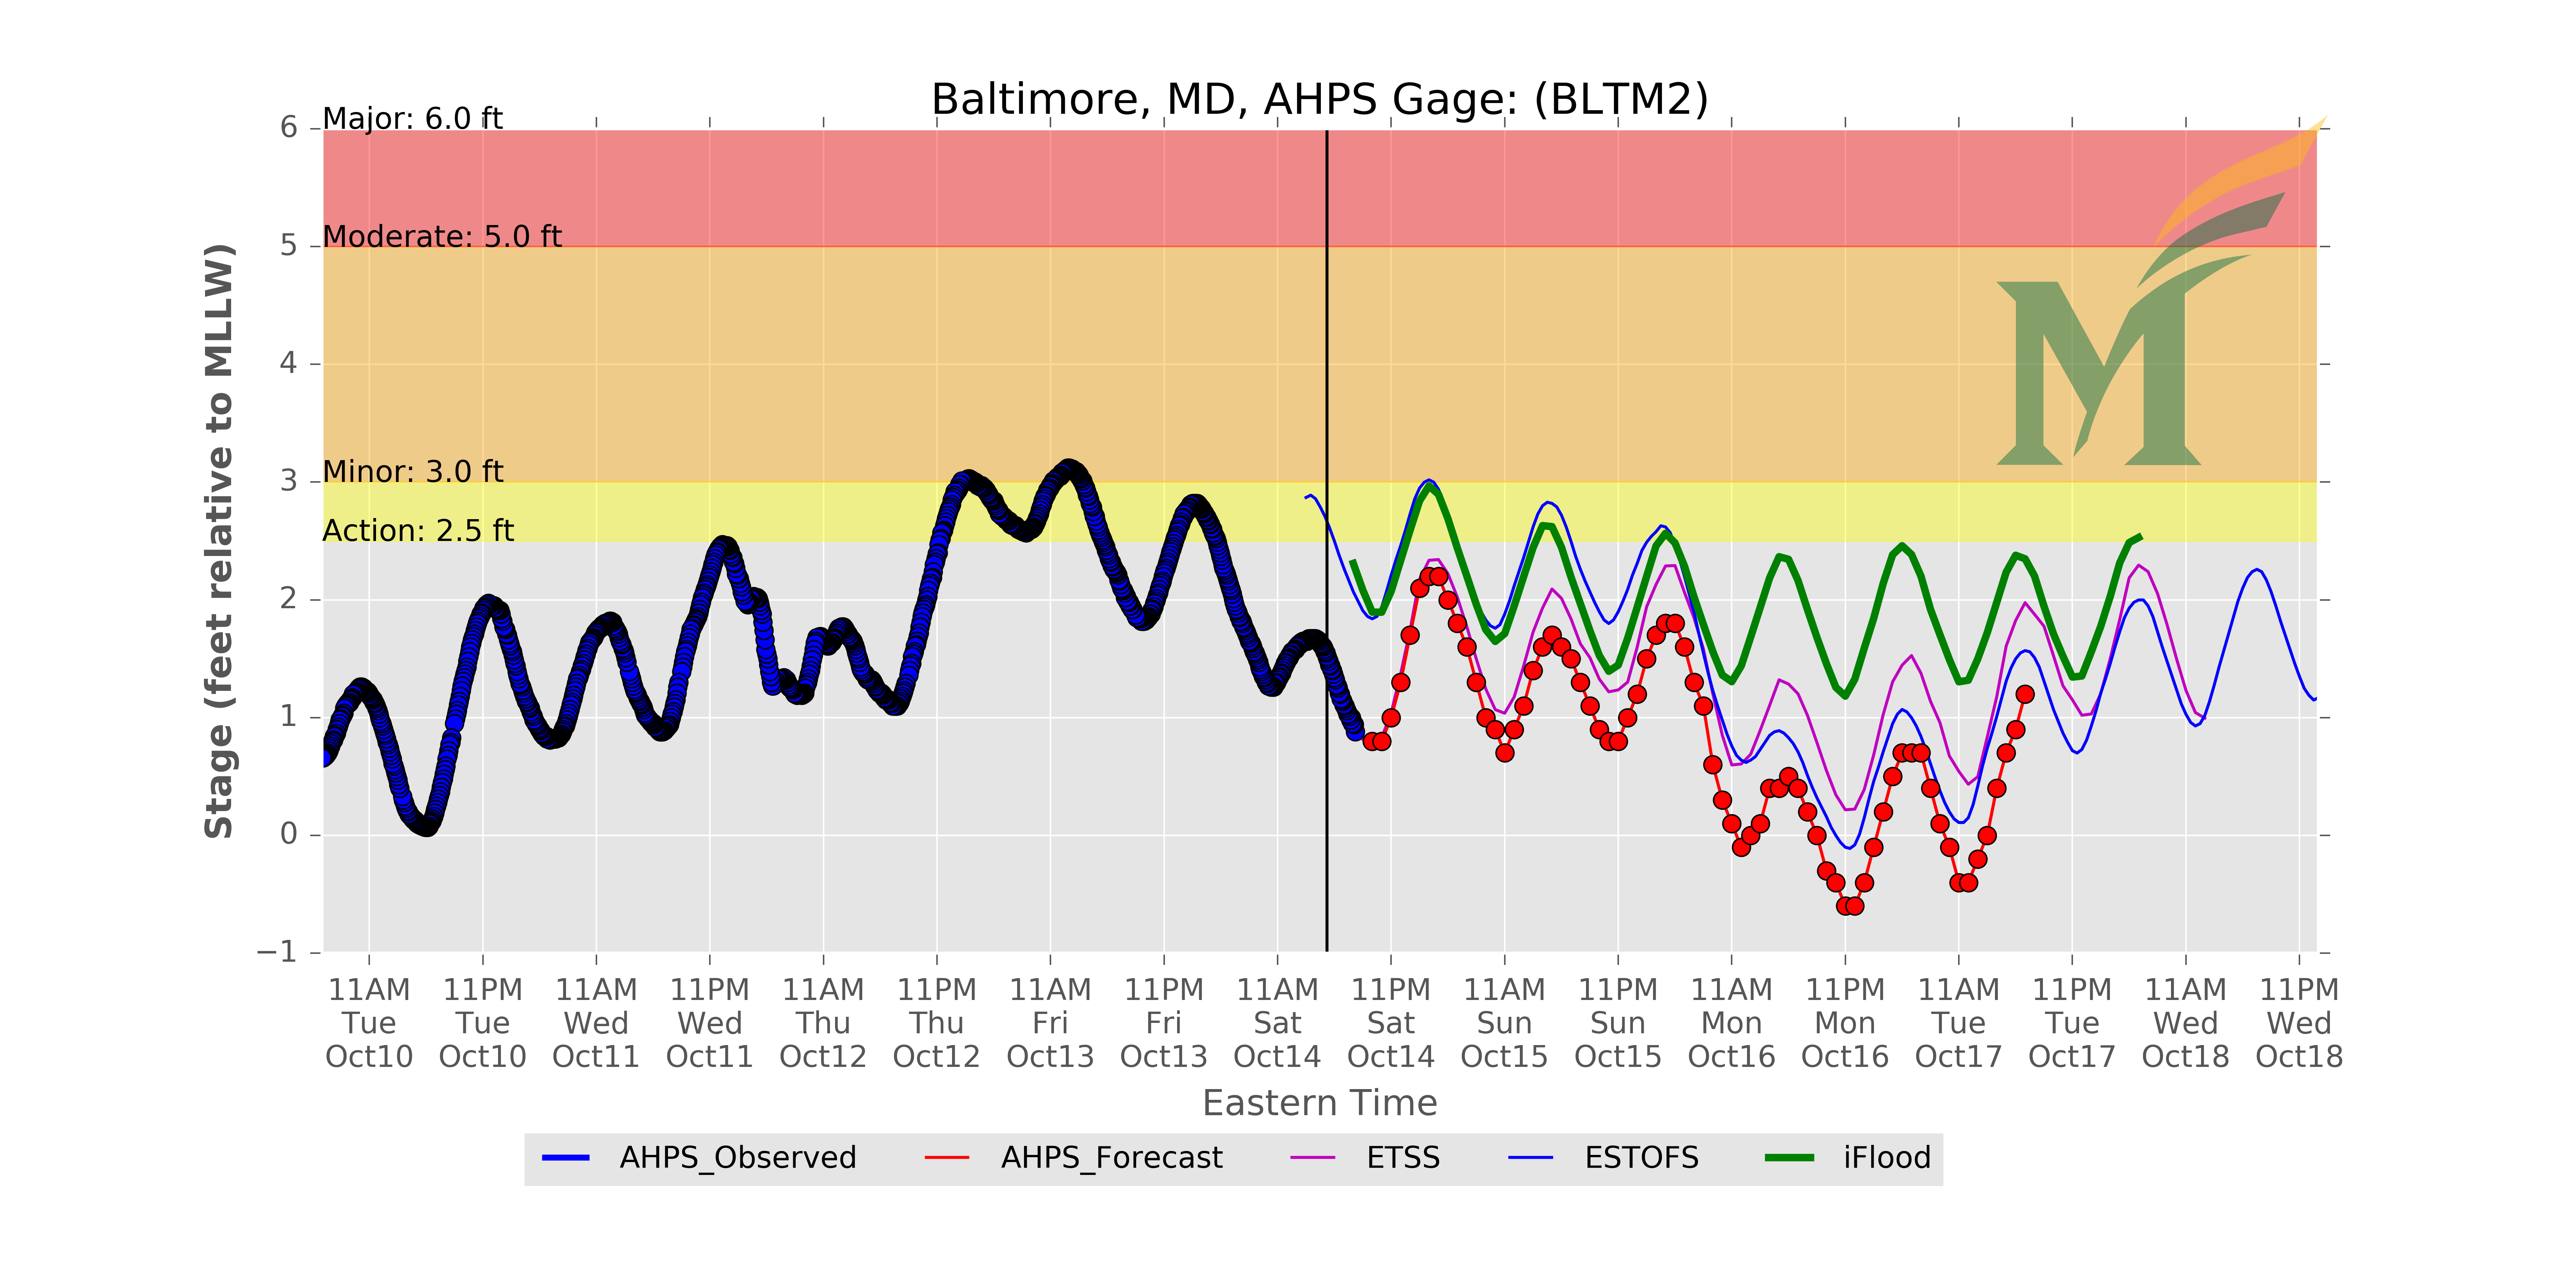 Baltimore, MD, AHPS Gage: (BLTM2)
Major: 6.0 ft
Moderate: 5.0 ft
Minor: 3.0 ft
Action: 2.5 ft
6
5
4
3
2
1
0
−1
Stage (feet relative to MLLW)
M
11AM 11PM 11AM 11PM 11AM 11PM 11AM 11PM 11AM 11PM 11AM 11PM 11AM 11PM 11AM 11PM 11AM 11PM
Tue Tue Wed Wed Thu Thu Fri Fri Sat Sat Sun Sun Mon Mon Tue Tue Wed Wed
Oct10 Oct10 Oct11 Oct11 Oct12 Oct12 Oct13 Oct13 Oct14 Oct14 Oct15 Oct15 Oct16 Oct16 Oct17 Oct17 Oct18 Oct18
Eastern Time
AHPS_Observed AHPS_Forecast ETSS ESTOFS iFlood